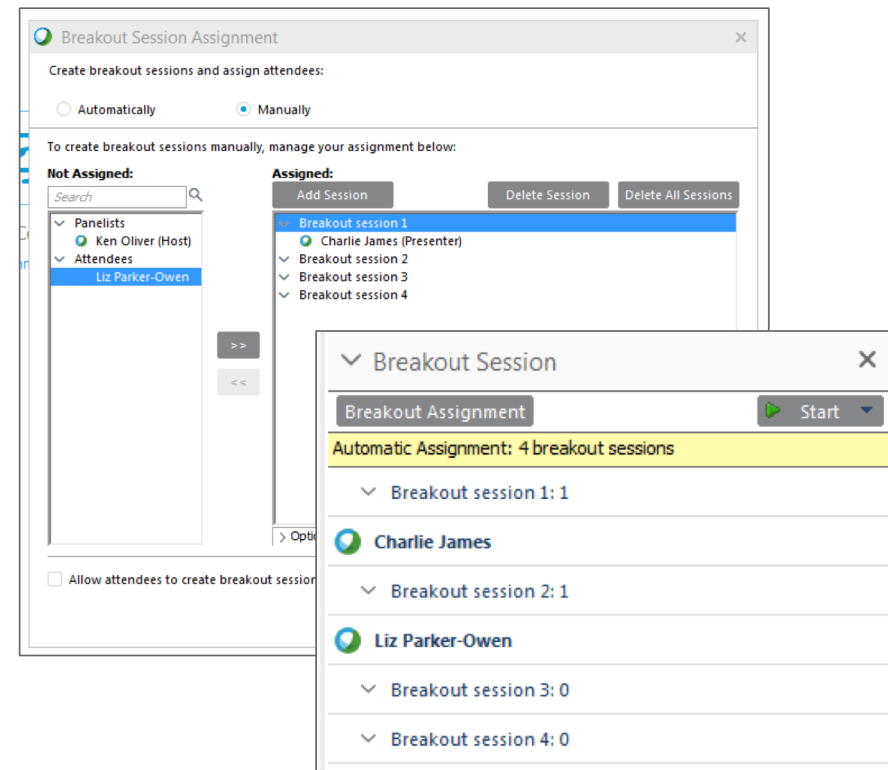 Breakout Session Assignment
Create breakout sessions and assign attendees:
Automatically
Manually
To create breakout sessions manually, manage your assignment below:
Not Assigned:
Search
Panelists
Ken Oliver (Host)
Attendees
Liz Parker-Owen
>>
<<
Assigned:
Add Session
Delete Session
Delete All Sessions
Breakout session 1
Charlie James (Presenter)
Breakout session 2
Breakout session 3
Breakout session 4
Allow attendees to create breakout session
Breakout Session
Breakout Assignment
Start
Automatic Assignment: 4 breakout sessions
Breakout session 1: 1
Charlie James
Breakout session 2: 1
Liz Parker-Owen
Breakout session 3: 0
Breakout session 4: 0